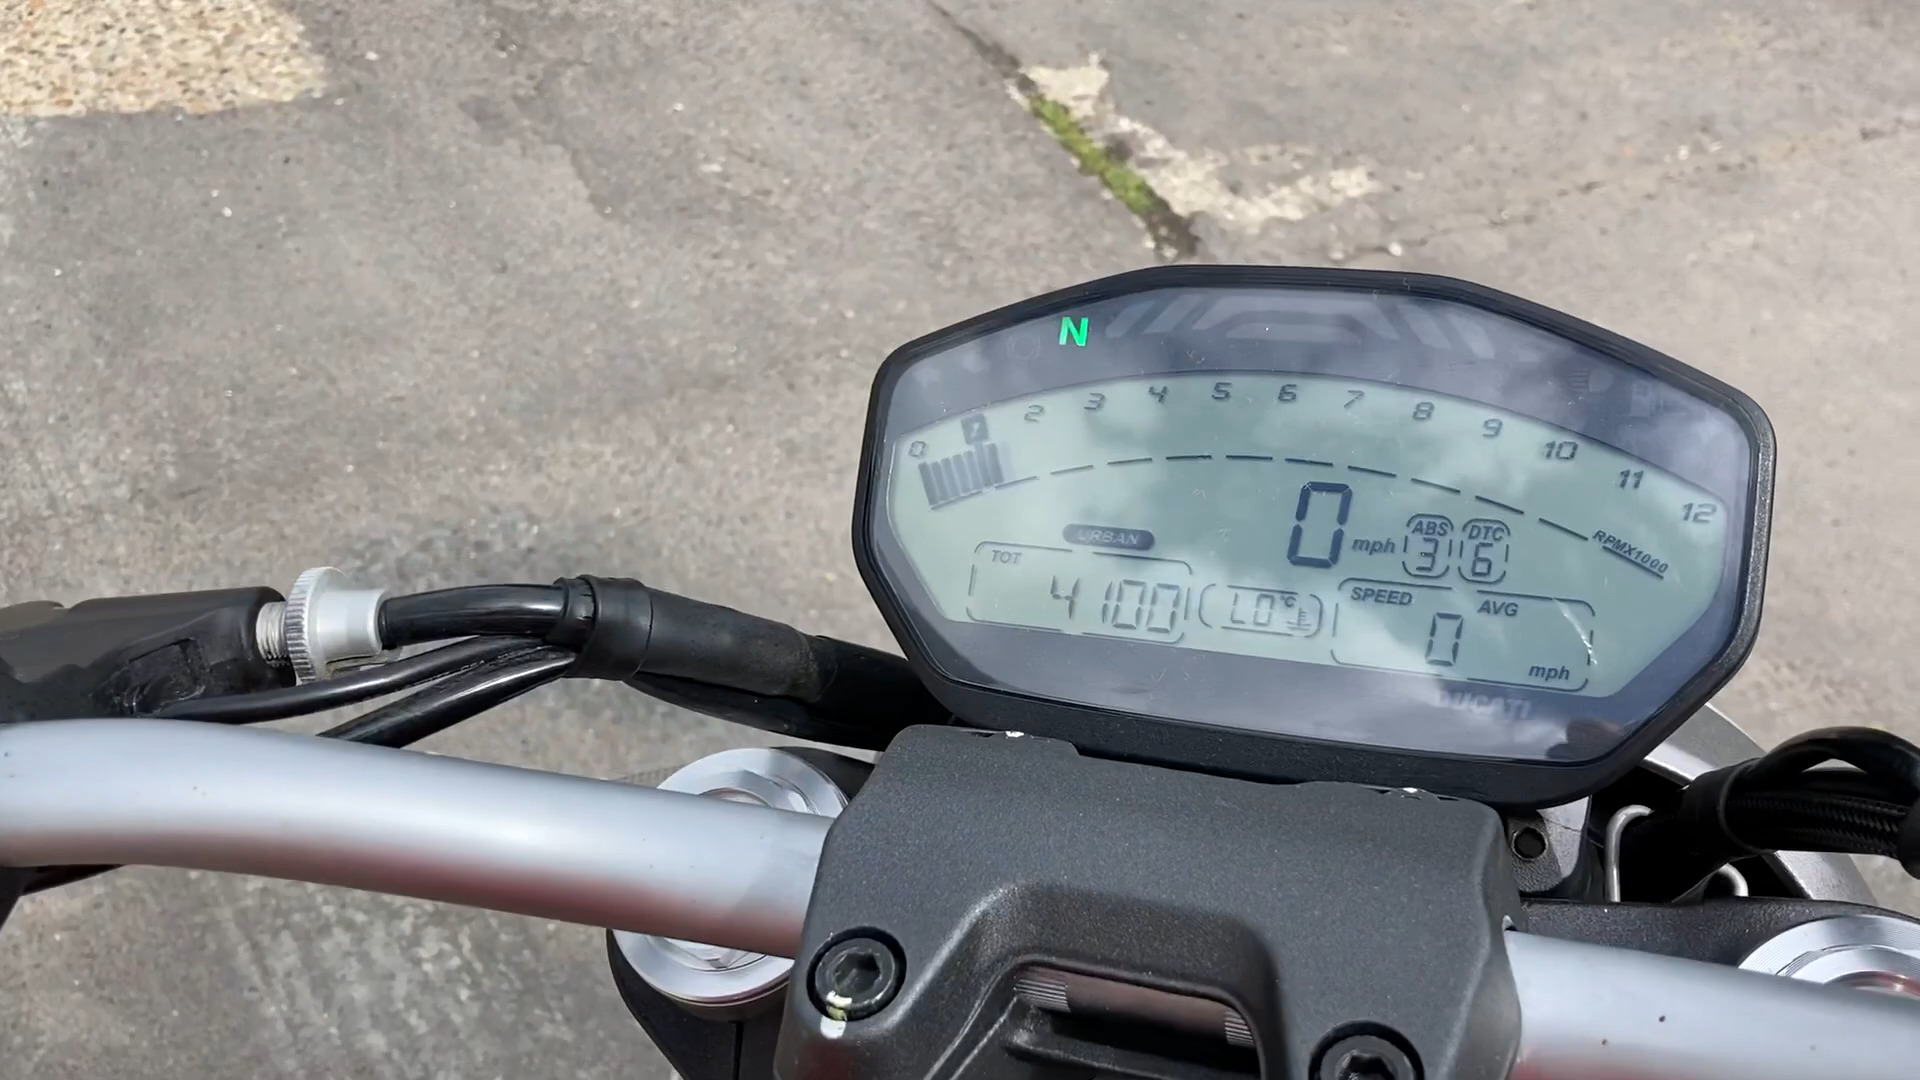 N
0 1 2 3 4 5 6 7 8 9 10 11 12
RPMX1000
URBAN
0 mph
ABS 3
DTC 6
TOT
4100
LO °C
SPEED AVG
0
mph
DUCATI